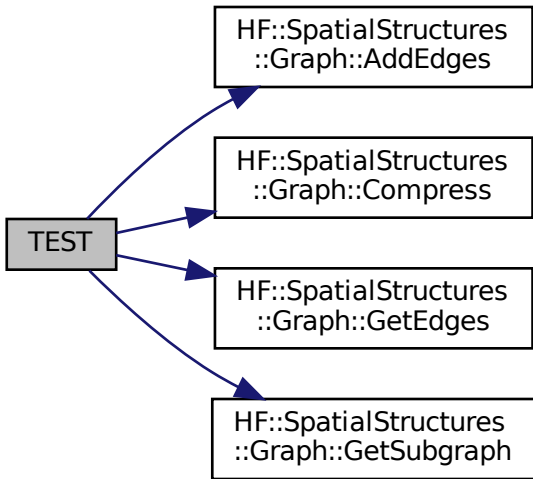 HF::SpatialStructures
::Graph::AddEdges
HF::SpatialStructures
::Graph::Compress
TEST
HF::SpatialStructures
::Graph::GetEdges
HF::SpatialStructures
::Graph::GetSubgraph